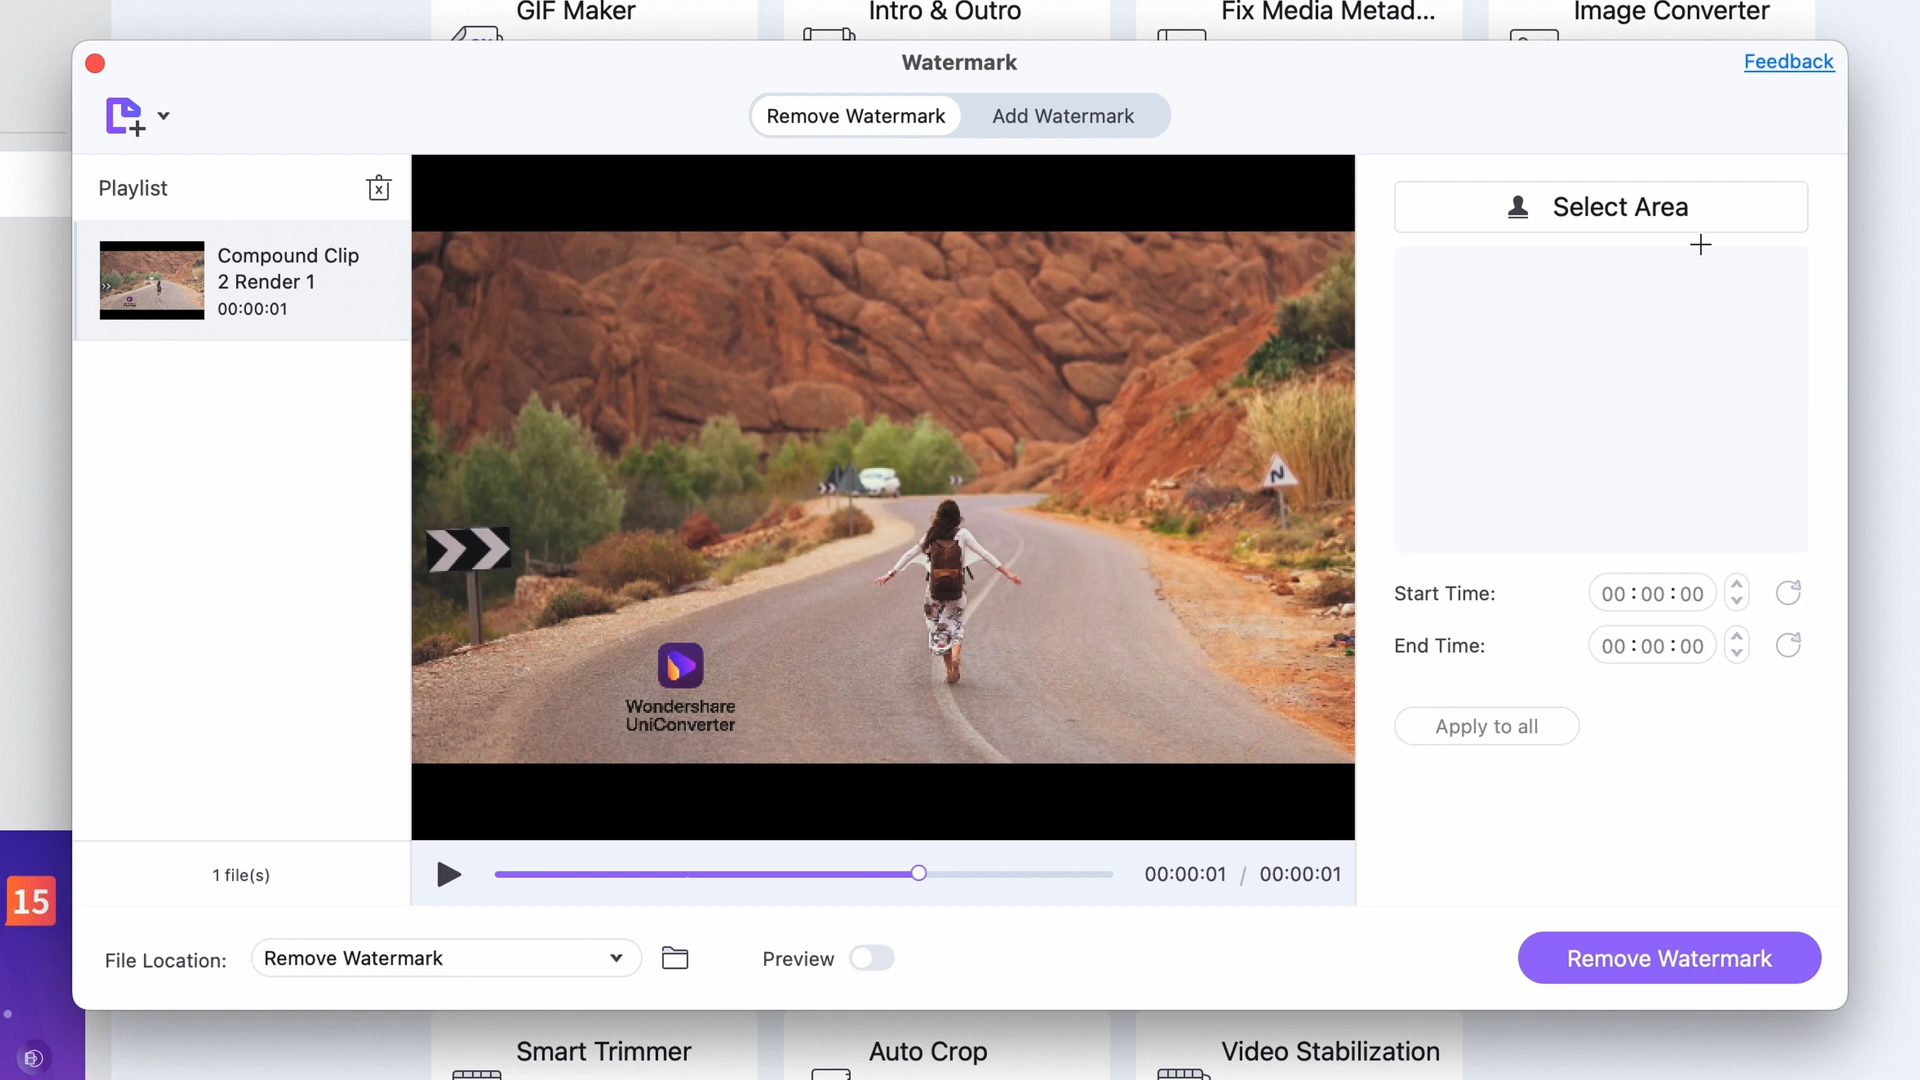 GIF Maker
Intro & Outro
Fix Media Metad...
Image Converter
Watermark
Feedback
Remove Watermark
Add Watermark
Playlist
Select Area
Compound Clip
2 Render 1
00:00:01
N
Wondershare
UniConverter
Start Time:
00:00:00
End Time:
00:00:00
Apply to all
1 file(s)
00:00:01 / 00:00:01
15
File Location:
Remove Watermark
Preview
Remove Watermark
Smart Trimmer
Auto Crop
Video Stabilization